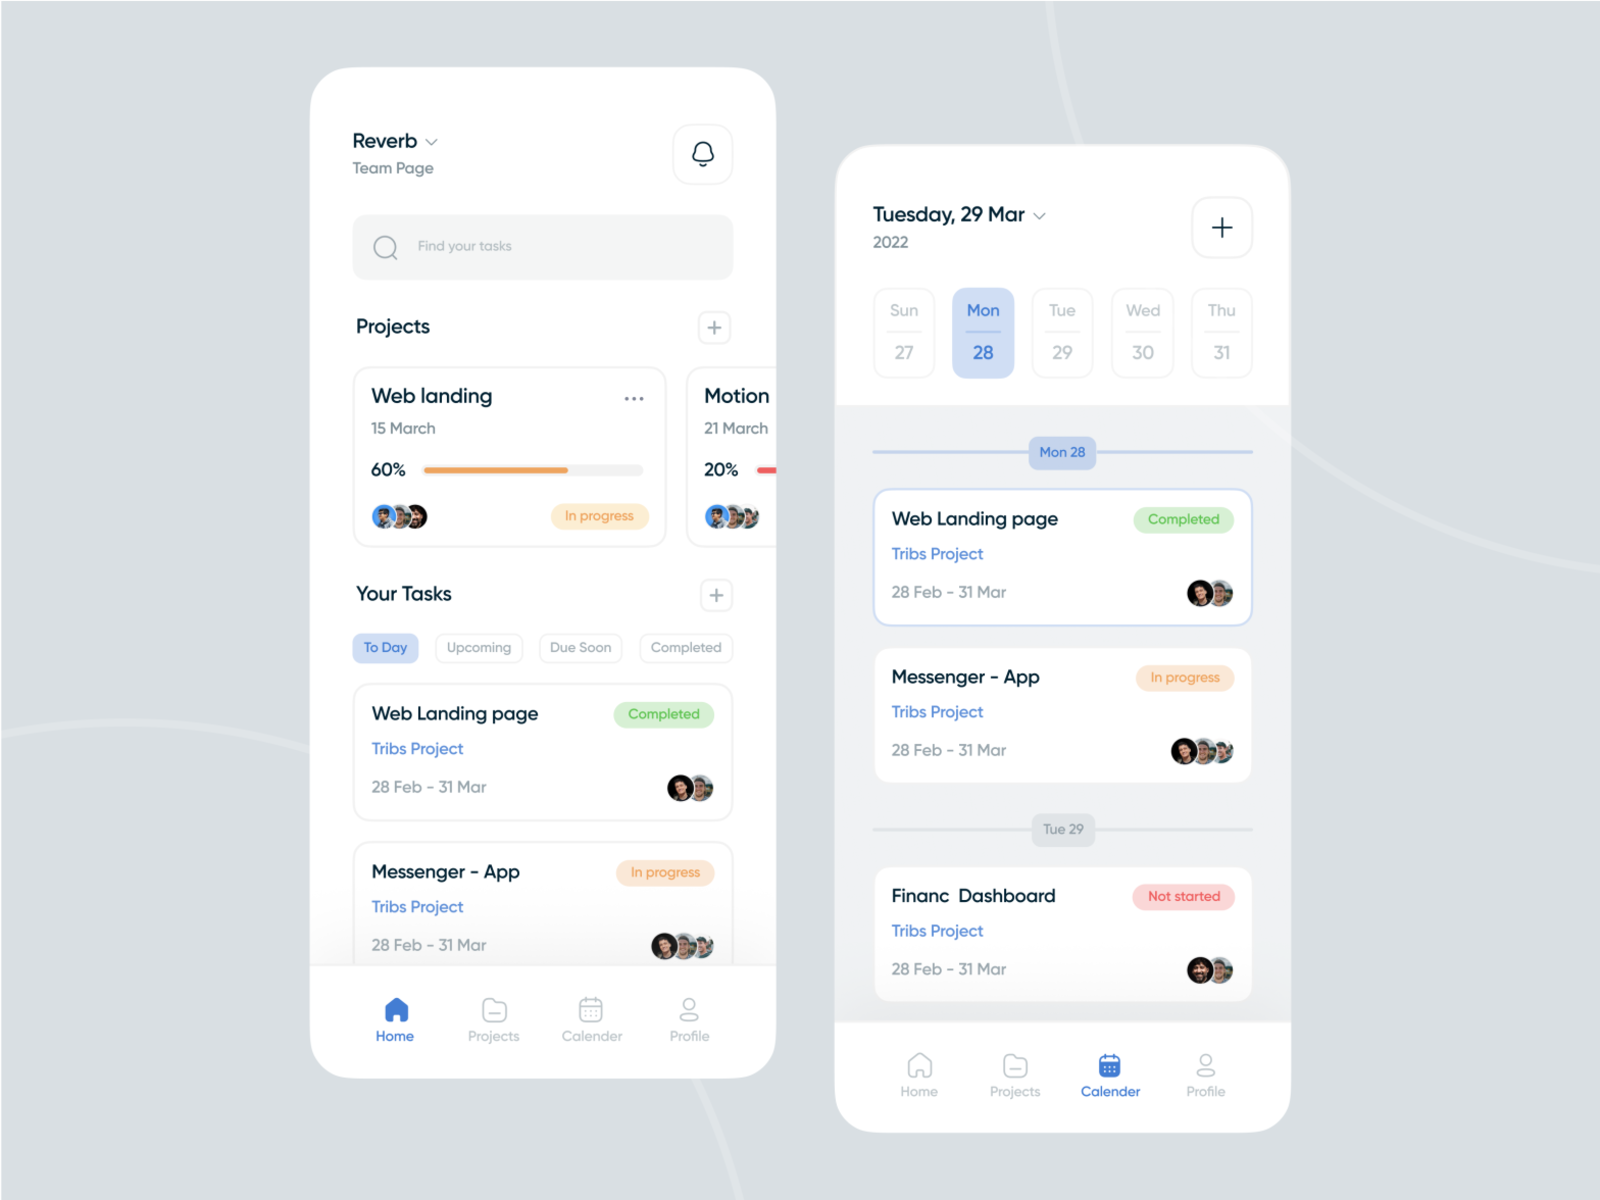 Reverb
Team Page
Find your tasks
Projects
Web landing
15 March
60%
In progress
Motion
21 March
20%
Your Tasks
To Day Upcoming Due Soon Completed
Web Landing page Completed
Tribs Project
28 Feb - 31 Mar
Messenger - App In progress
Tribs Project
28 Feb - 31 Mar
Home Projects Calender Profile
Tuesday, 29 Mar
2022
Sun Mon Tue Wed Thu
27 28 29 30 31
Mon 28
Web Landing page Completed
Tribs Project
28 Feb - 31 Mar
Messenger - App In progress
Tribs Project
28 Feb - 31 Mar
Tue 29
Financ Dashboard Not started
Tribs Project
28 Feb - 31 Mar
Home Projects Calender Profile